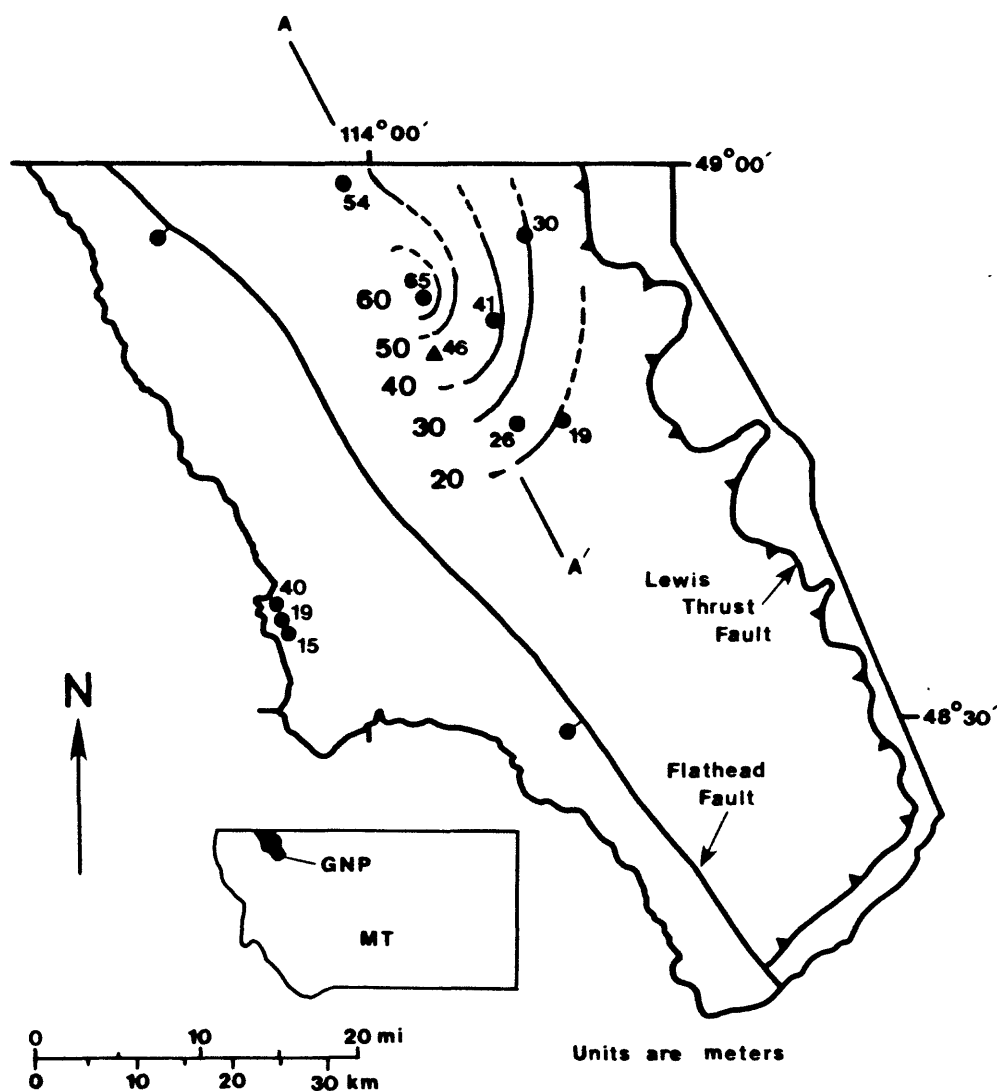 A
114°00′
49°00′
54
30
65
60
41
50
46
40
30
26
19
20
A′
Lewis
Thrust
Fault
40
19
15
N
48°30′
Flathead
Fault
GNP
MT
0 10 20 mi
0 10 20 30 km
Units are meters